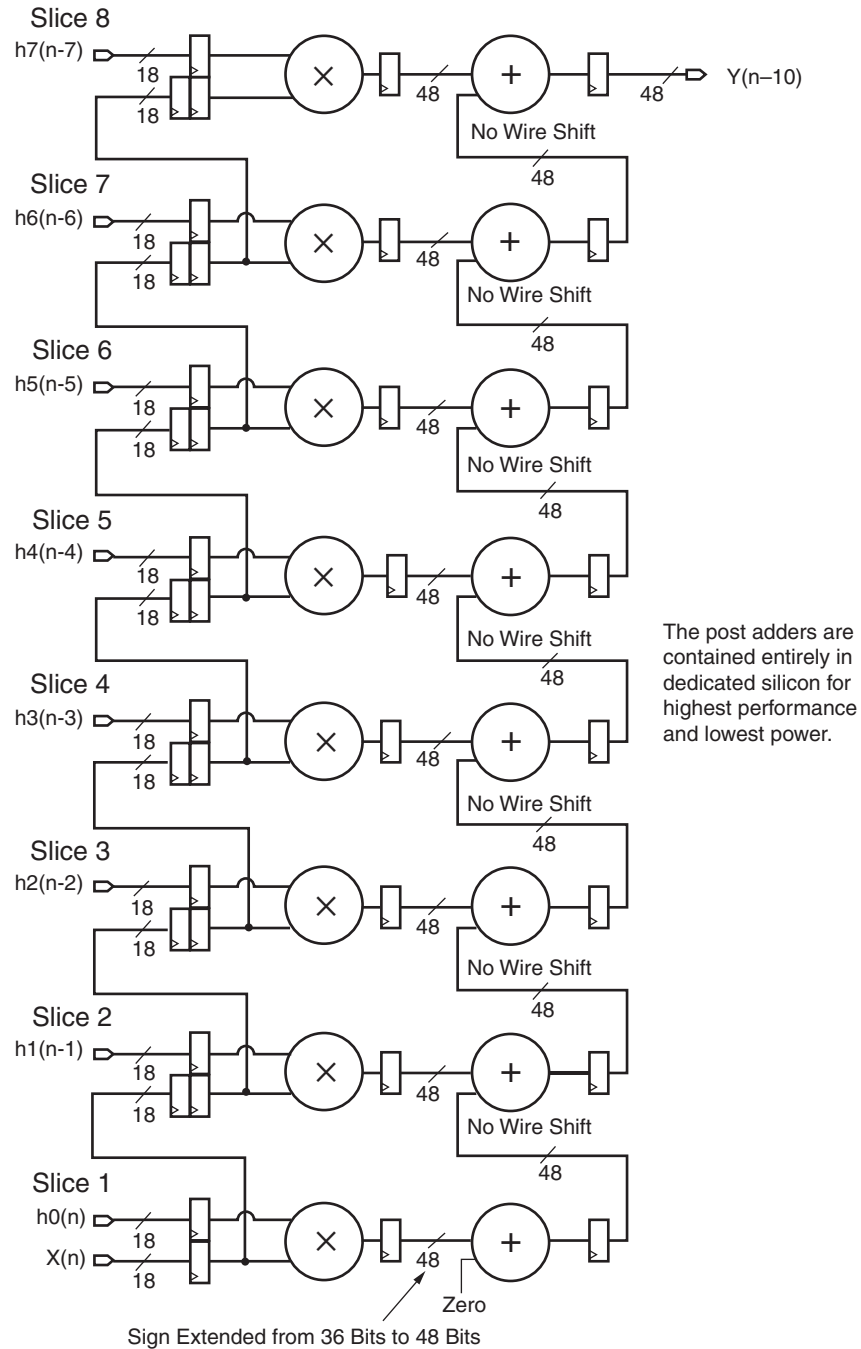 Slice 8
h7(n-7)
18
18
48
48
Y(n–10)
No Wire Shift
48
Slice 7
h6(n-6)
18
18
48
No Wire Shift
48
Slice 6
h5(n-5)
18
18
48
No Wire Shift
48
Slice 5
h4(n-4)
18
18
48
No Wire Shift
48
The post adders are
contained entirely in
dedicated silicon for
highest performance
and lowest power.
Slice 4
h3(n-3)
18
18
48
No Wire Shift
48
Slice 3
h2(n-2)
18
18
48
No Wire Shift
48
Slice 2
h1(n-1)
18
18
48
No Wire Shift
48
Slice 1
h0(n)
18
X(n)
18
48
Zero
Sign Extended from 36 Bits to 48 Bits